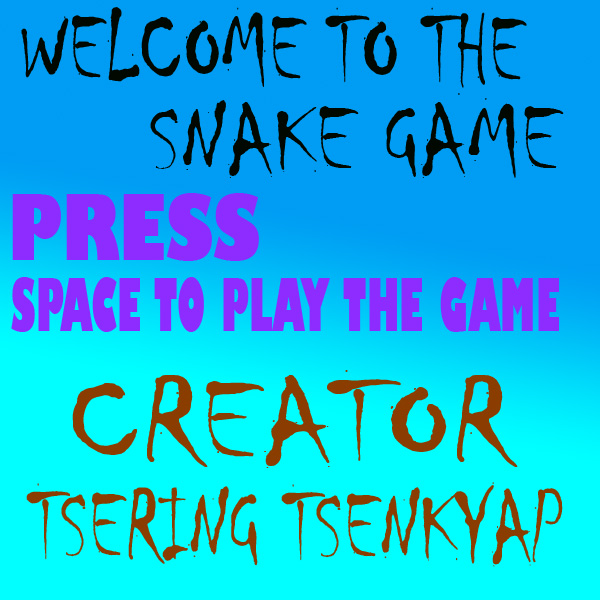 WELCOME TO THE
SNAKE GAME
PRESS
SPACE TO PLAY THE GAME
CREATOR
TSERING TSENKYAP